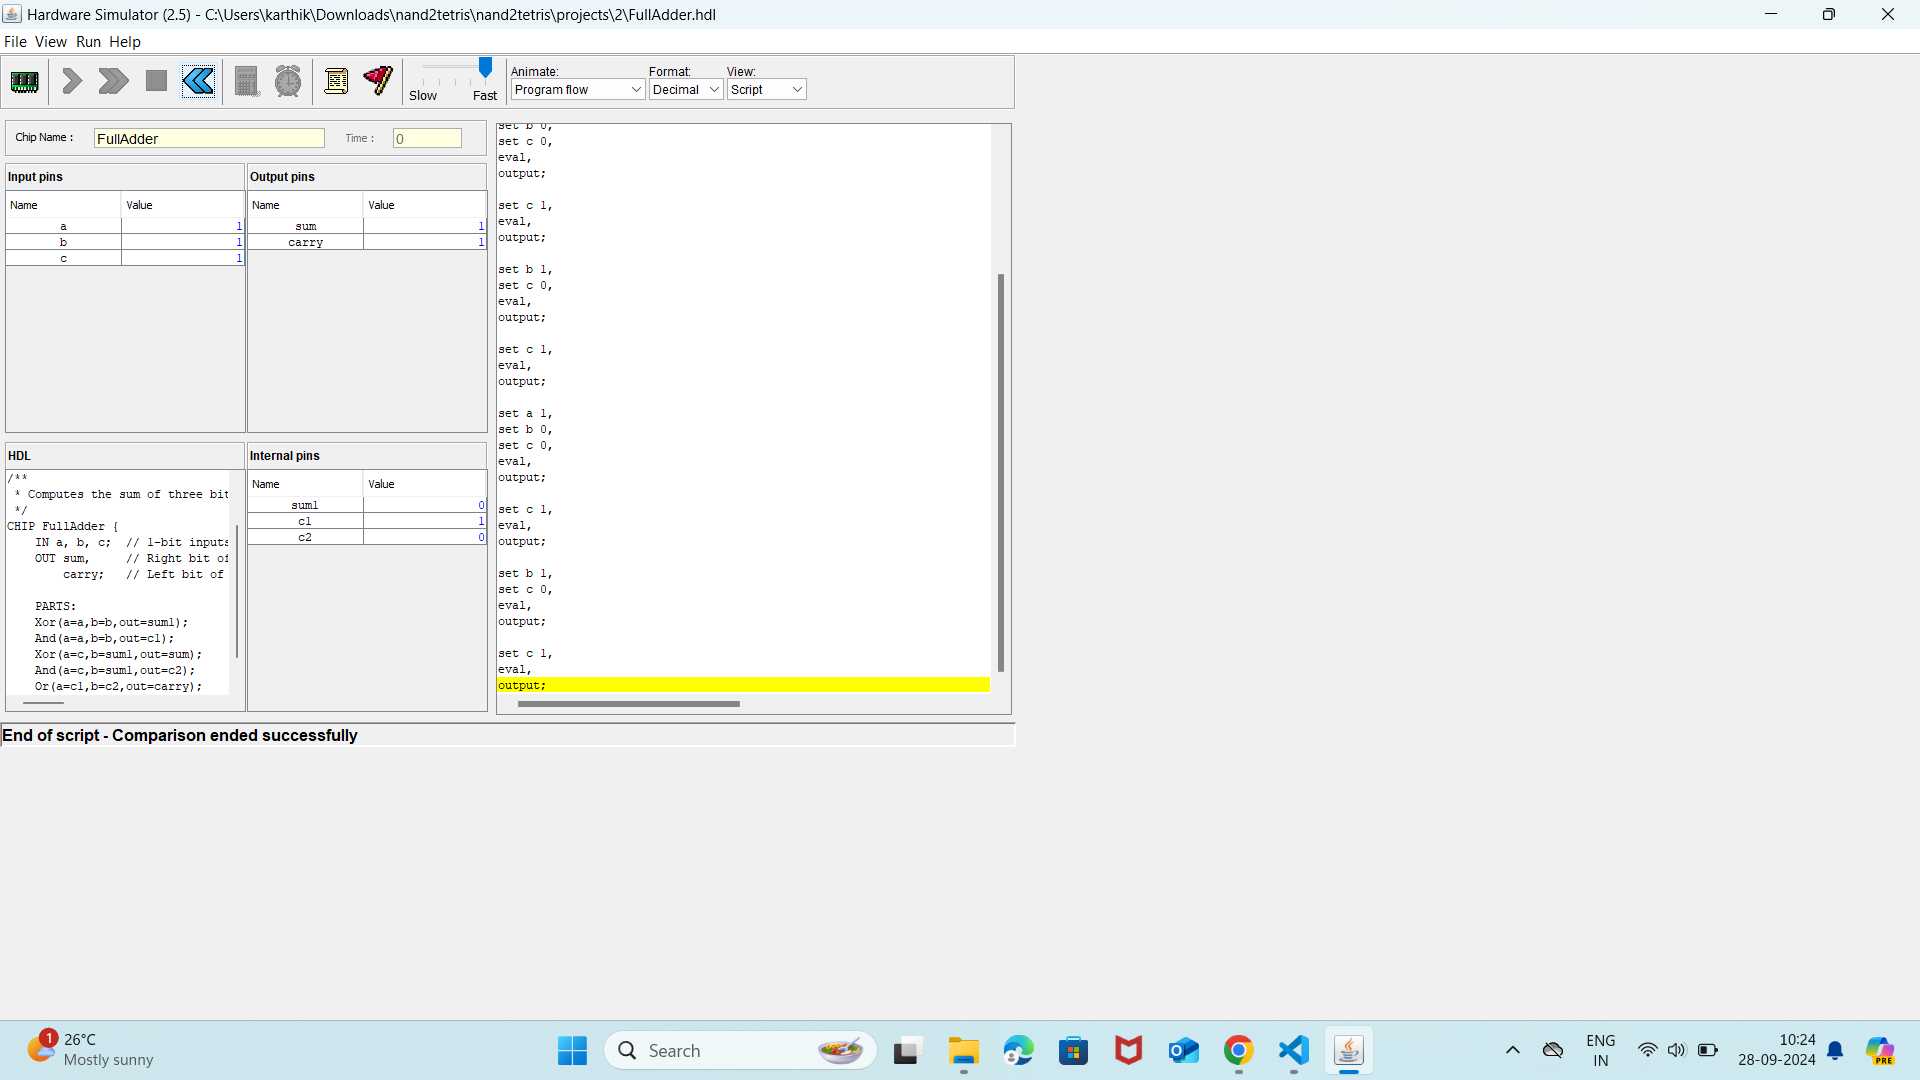 Hardware Simulator (2.5) - C:\Users\karthik\Downloads\nand2tetris\nand2tetris\projects\2\FullAdder.hdl
File View Run Help
Slow Fast
Animate: Format: View:
Program flow Decimal Script
Chip Name : FullAdder Time : 0
Input pins
Name Value
a 1
b 1
c 1
Output pins
Name Value
sum 1
carry 1
HDL
/**
* Computes the sum of three bit
*/
CHIP FullAdder {
IN a, b, c; // 1-bit inputs
OUT sum, // Right bit of
carry; // Left bit of
PARTS:
Xor(a=a,b=b,out=sum1);
And(a=a,b=b,out=c1);
Xor(a=c,b=sum1,out=sum);
And(a=c,b=sum1,out=c2);
Or(a=c1,b=c2,out=carry);
Internal pins
Name Value
sum1 0
c1 1
c2 0
set b 0,
set c 0,
eval,
output;
set c 1,
eval,
output;
set b 1,
set c 0,
eval,
output;
set c 1,
eval,
output;
set a 1,
set b 0,
set c 0,
eval,
output;
set c 1,
eval,
output;
set b 1,
set c 0,
eval,
output;
set c 1,
eval,
output;
End of script - Comparison ended successfully
1
26°C
Mostly sunny
Search
ENG
IN
10:24
28-09-2024
PRE